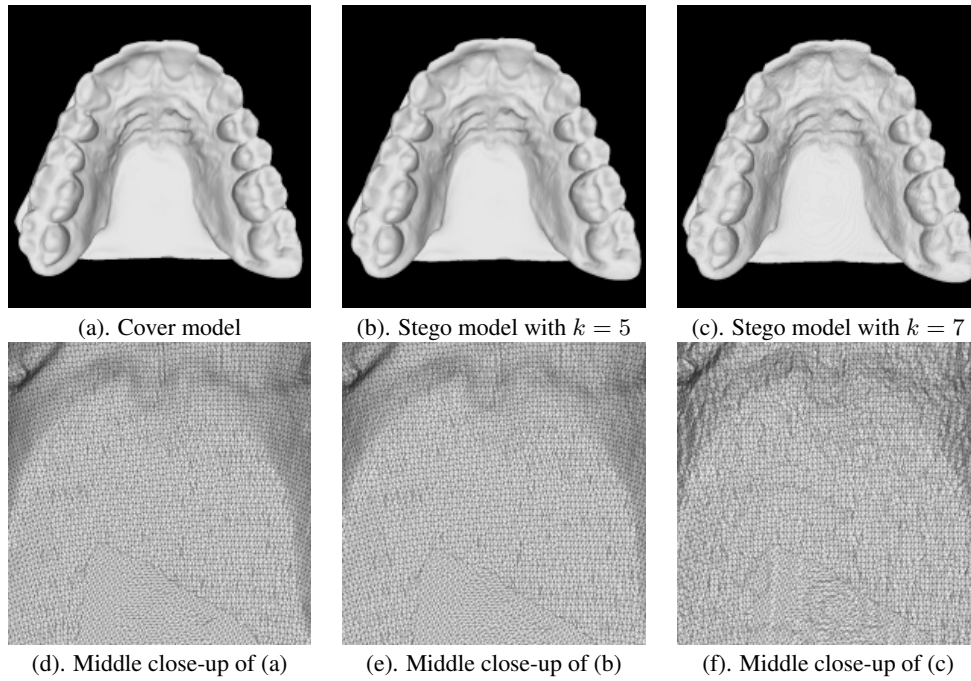 (a). Cover model
(b). Stego model with k = 5
(c). Stego model with k = 7
(d). Middle close-up of (a)
(e). Middle close-up of (b)
(f). Middle close-up of (c)